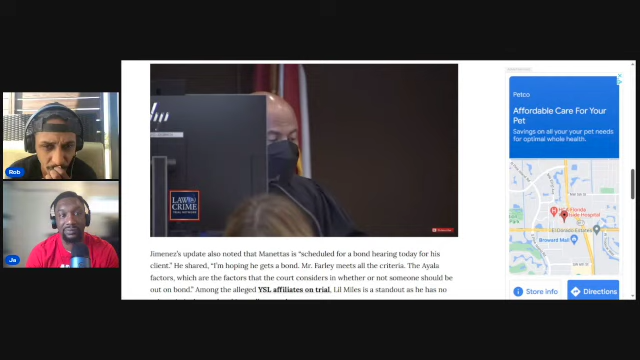 Petco
Affordable Care For Your
Pet
Savings on all your pet needs
for optimal whole health.
Rob
Ja
LAW&
CRIME
TRIAL NETWORK
Broward Mall
Store info
Directions
Jimenez's update also noted that Manettas is "scheduled for a bond hearing today for his
client." He shared, "I'm hoping he gets a bond. Mr. Farley meets all the criteria. The Ayala
factors, which are the factors that the court considers in whether or not someone should be
out on bond." Among the alleged YSL affiliates on trial, Lil Miles is a standout as he has no